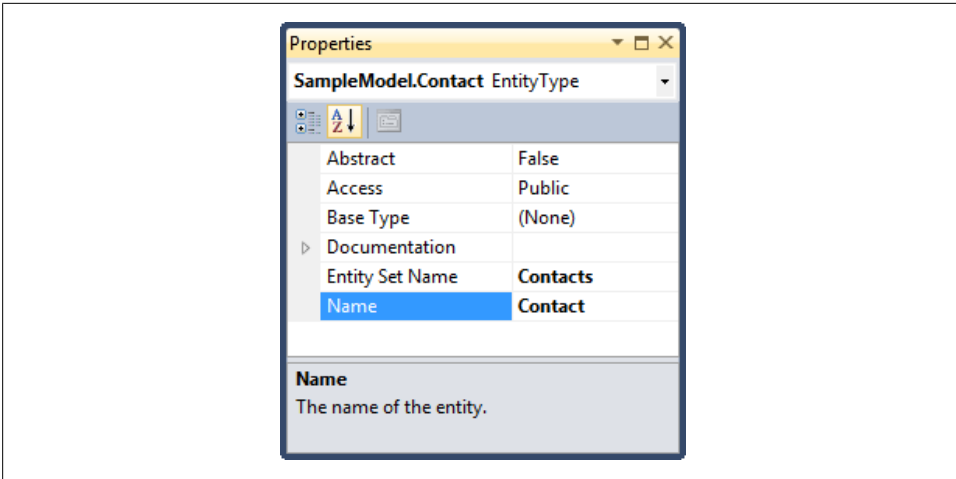 Properties
SampleModel.Contact EntityType
A Z
Abstract False
Access Public
Base Type (None)
Documentation
Entity Set Name Contacts
Name Contact
Name
The name of the entity.